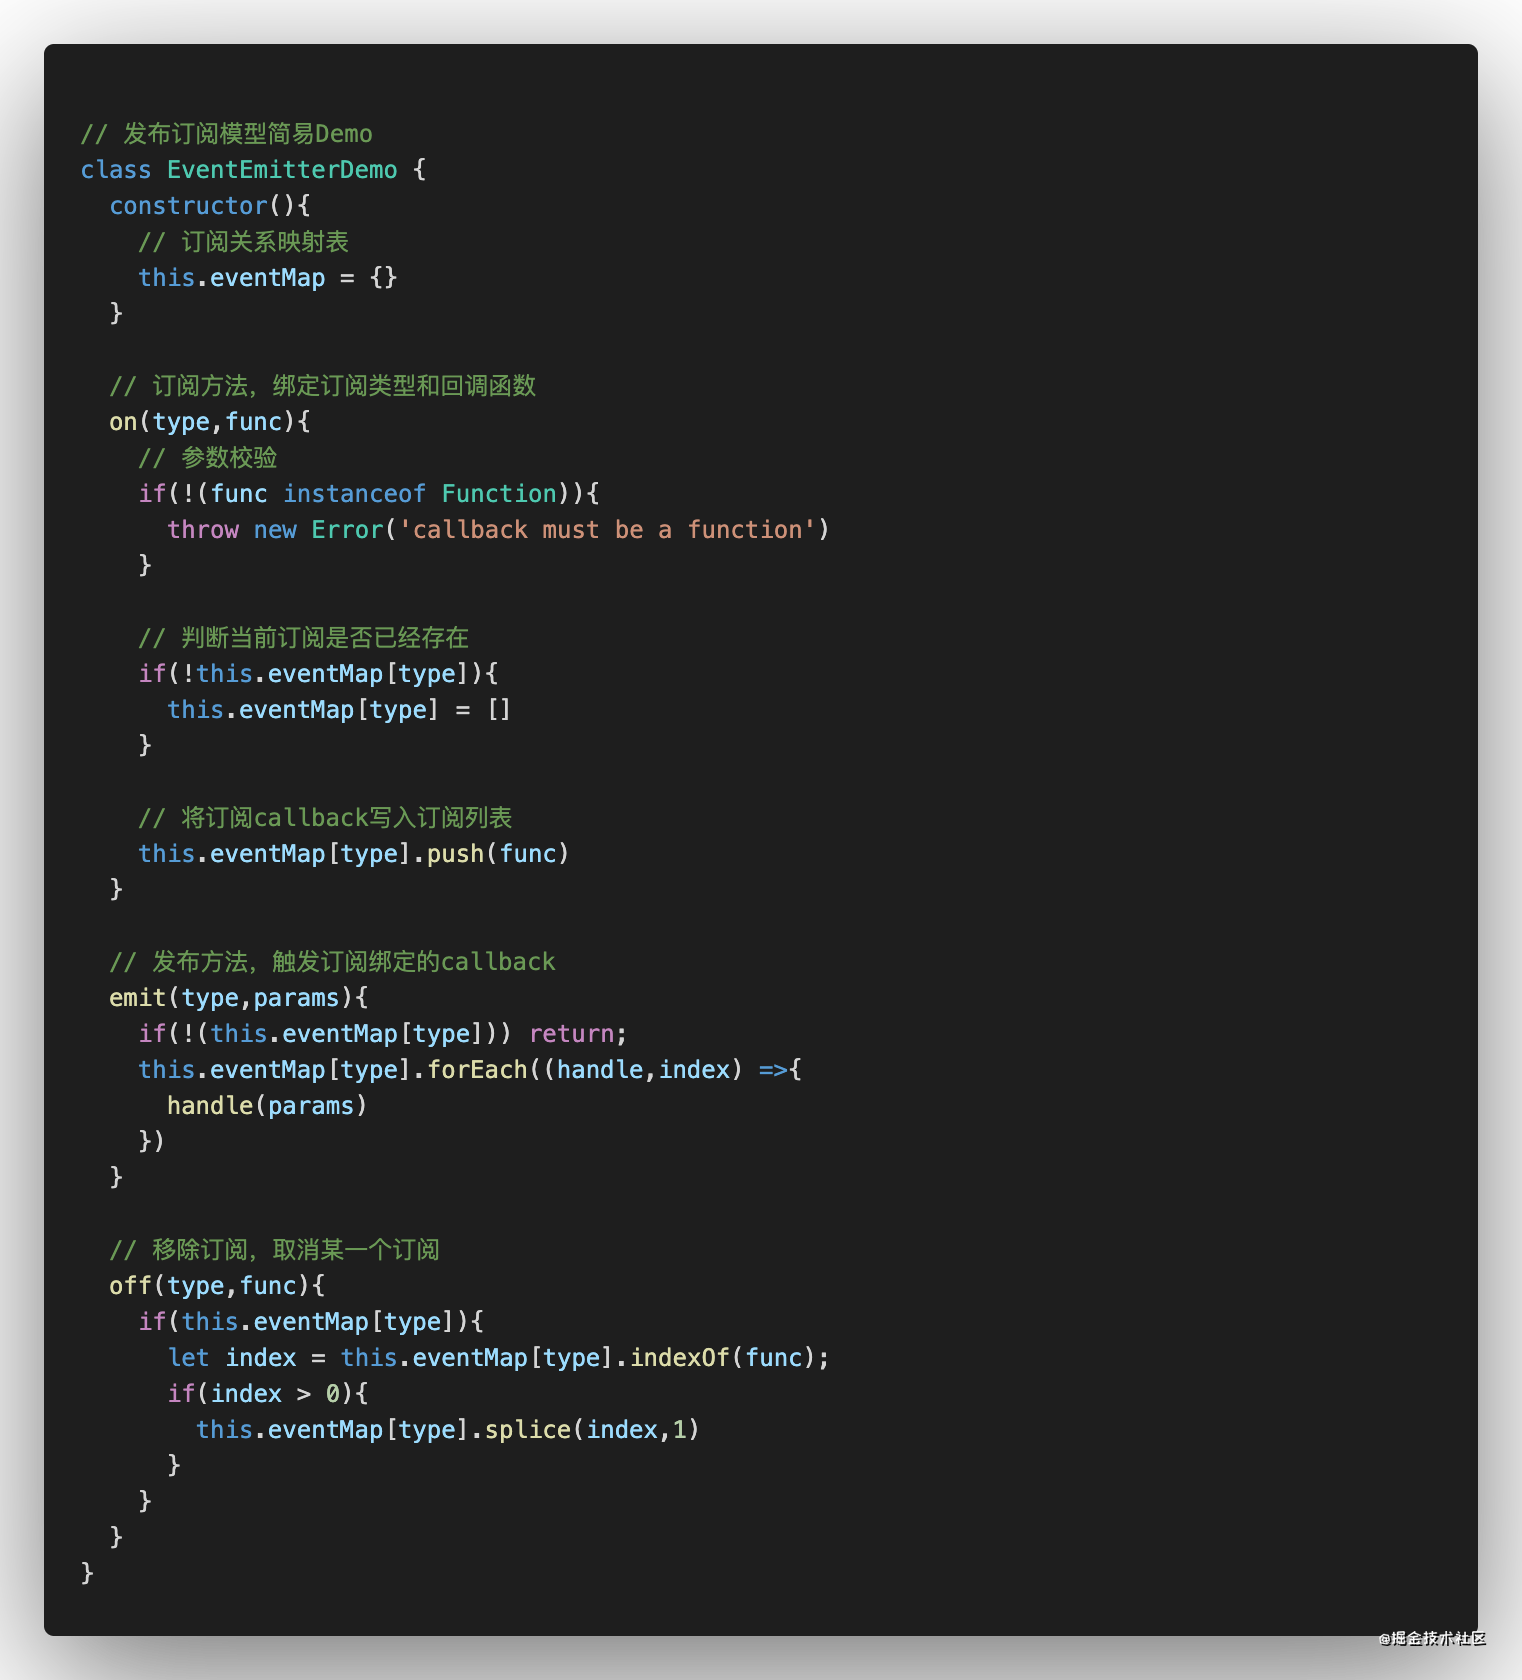 // 发布订阅模型简易Demo
class EventEmitterDemo {
  constructor(){
    // 订阅关系映射表
    this.eventMap = {}
  }

  // 订阅方法，绑定订阅类型和回调函数
  on(type,func){
    // 参数校验
    if(!(func instanceof Function)){
      throw new Error('callback must be a function')
    }

    // 判断当前订阅是否已经存在
    if(!this.eventMap[type]){
      this.eventMap[type] = []
    }

    // 将订阅callback写入订阅列表
    this.eventMap[type].push(func)
  }

  // 发布方法，触发订阅绑定的callback
  emit(type,params){
    if(!(this.eventMap[type])) return;
    this.eventMap[type].forEach((handle,index) =>{
      handle(params)
    })
  }

  // 移除订阅，取消某一个订阅
  off(type,func){
    if(this.eventMap[type]){
      let index = this.eventMap[type].indexOf(func);
      if(index > 0){
        this.eventMap[type].splice(index,1)
      }
    }
  }
}
@掘金技术社区